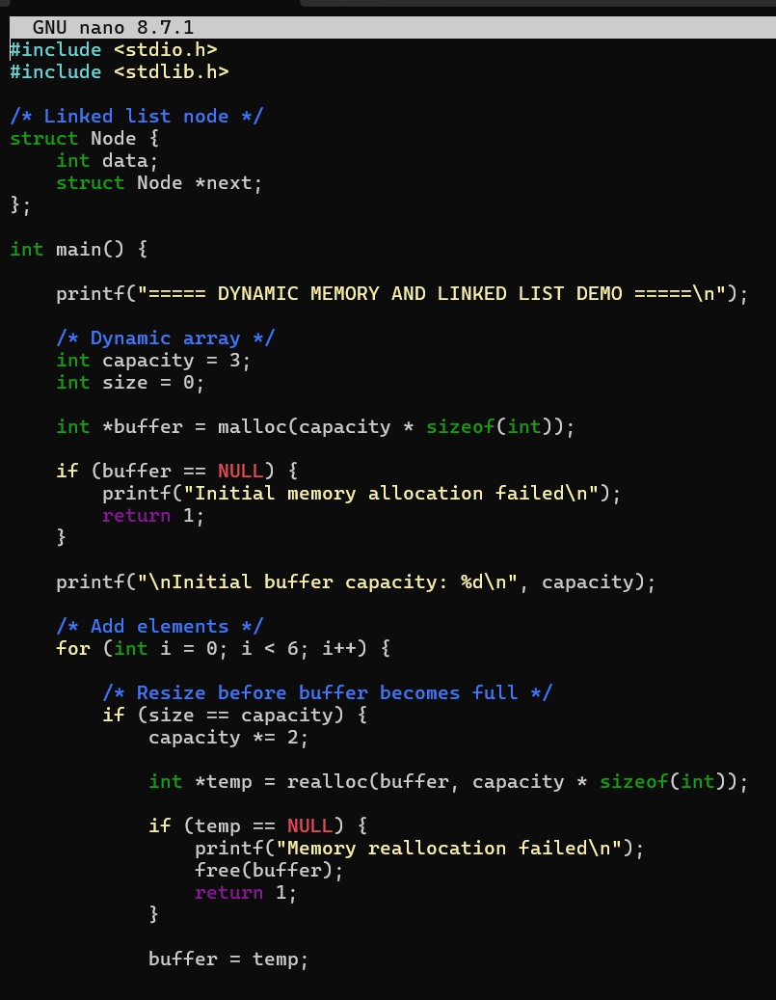 GNU nano 8.7.1
#include <stdio.h>
#include <stdlib.h>

/* Linked list node */
struct Node {
    int data;
    struct Node *next;
};

int main() {

    printf("===== DYNAMIC MEMORY AND LINKED LIST DEMO =====\n");

    /* Dynamic array */
    int capacity = 3;
    int size = 0;

    int *buffer = malloc(capacity * sizeof(int));

    if (buffer == NULL) {
        printf("Initial memory allocation failed\n");
        return 1;
    }

    printf("\nInitial buffer capacity: %d\n", capacity);

    /* Add elements */
    for (int i = 0; i < 6; i++) {

        /* Resize before buffer becomes full */
        if (size == capacity) {
            capacity *= 2;

            int *temp = realloc(buffer, capacity * sizeof(int));

            if (temp == NULL) {
                printf("Memory reallocation failed\n");
                free(buffer);
                return 1;
            }

            buffer = temp;